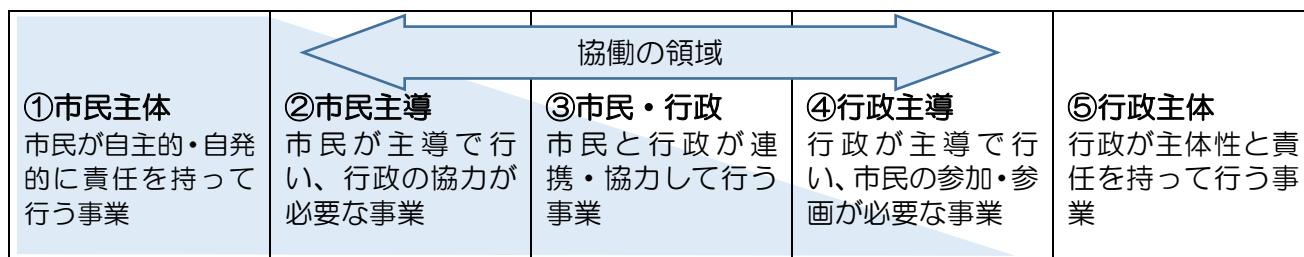 協働の領域
①市民主体
市民が自主的・自発
的に責任を持って
行う事業
②市民主導
市民が主導で行
い、行政の協力が
必要な事業
③市民・行政
市民と行政が連
携・協力して行う
事業
④行政主導
行政が主導で行
い、市民の参加・参
画が必要な事業
⑤行政主体
行政が主体性と責
任を持って行う事
業